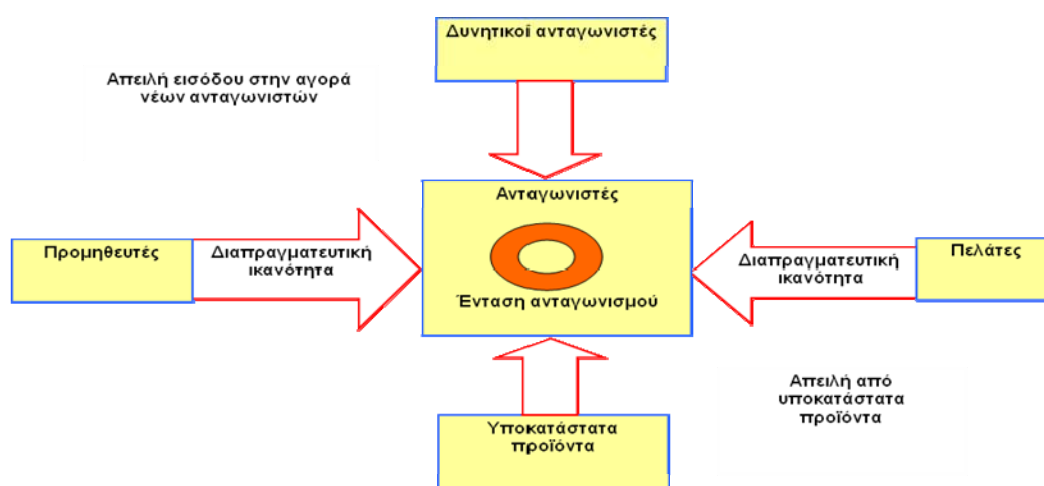 Δυνητικοί ανταγωνιστές
Απειλή εισόδου στην αγορά
νέων ανταγωνιστών
Ανταγωνιστές
Προμηθευτές
Διαπραγματευτική
ικανότητα
Διαπραγματευτική
ικανότητα
Πελάτες
Ένταση ανταγωνισμού
Απειλή από
υποκατάστατα
προϊόντα
Υποκατάστατα
προϊόντα